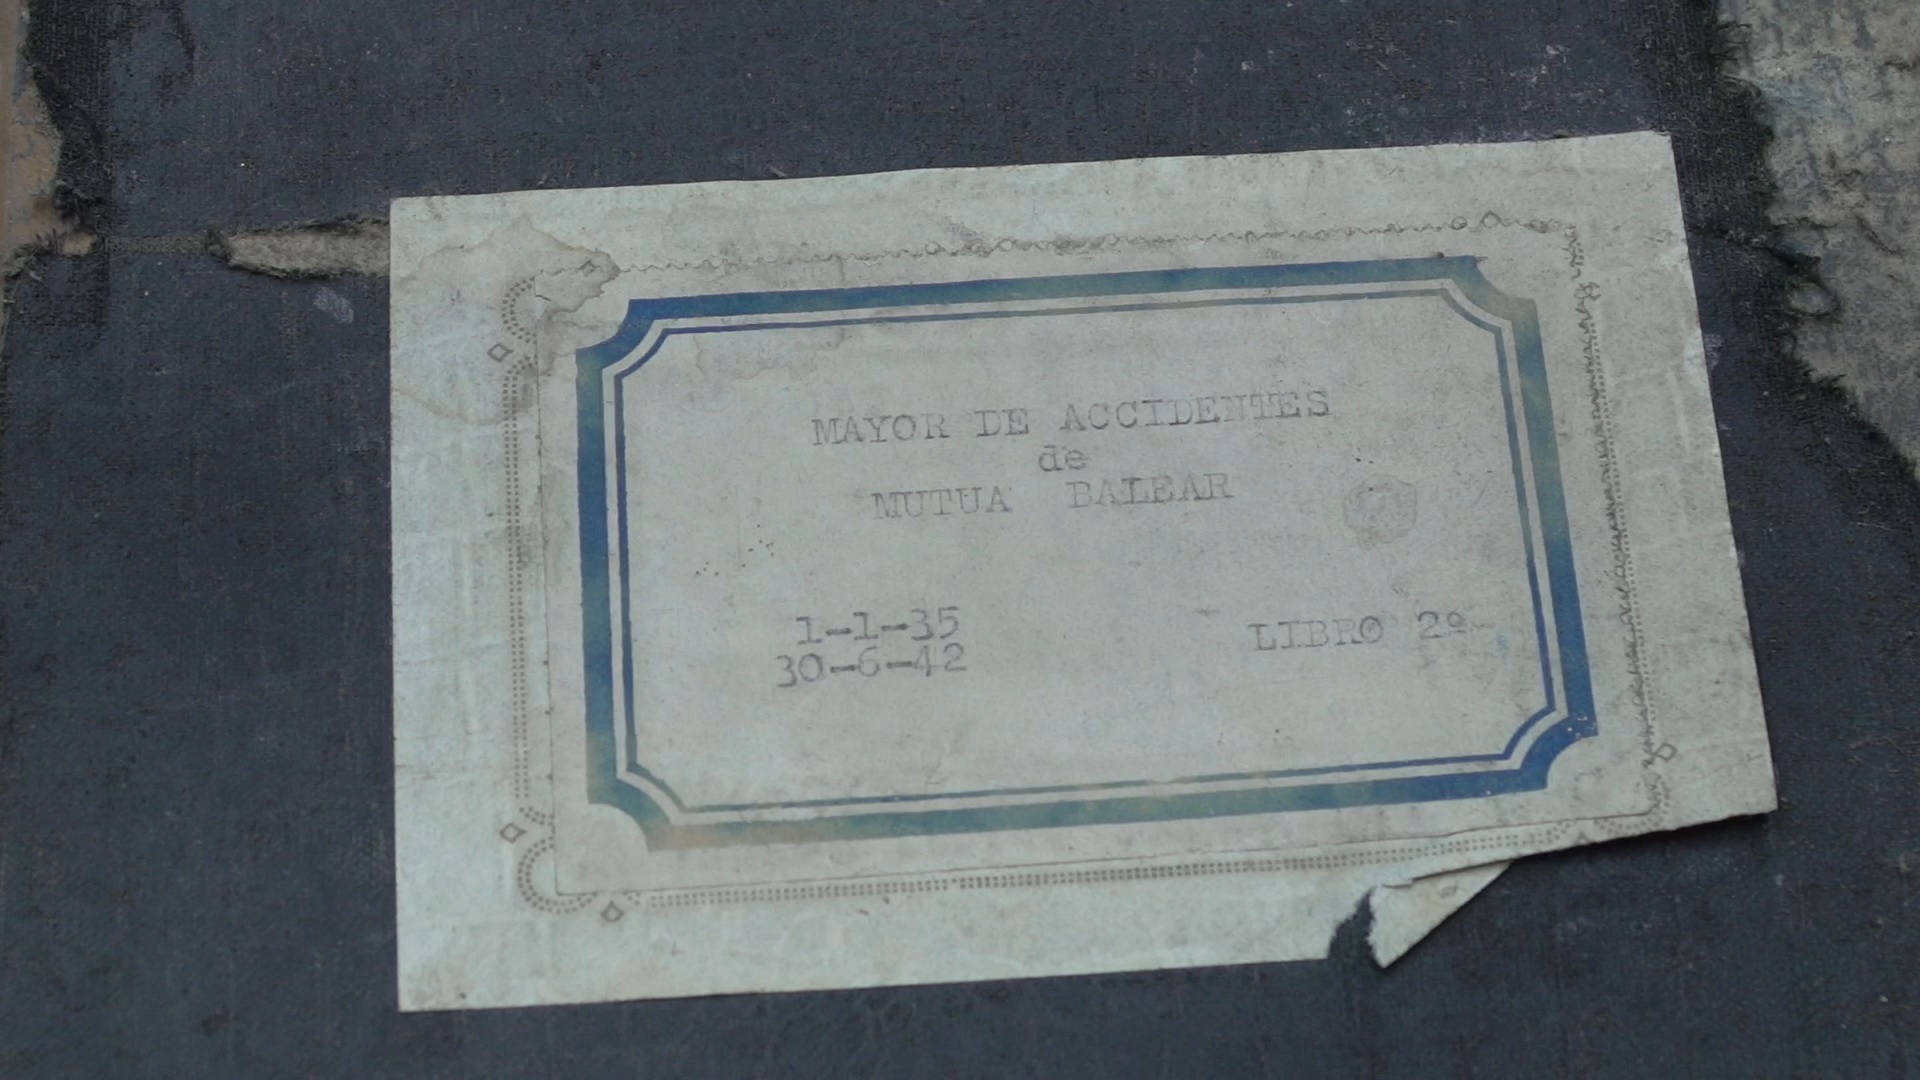 MAYOR DE ACCIDENTES
de
MUTUA BALEAR
1-1-35
30-6-42
LIBRO 2º